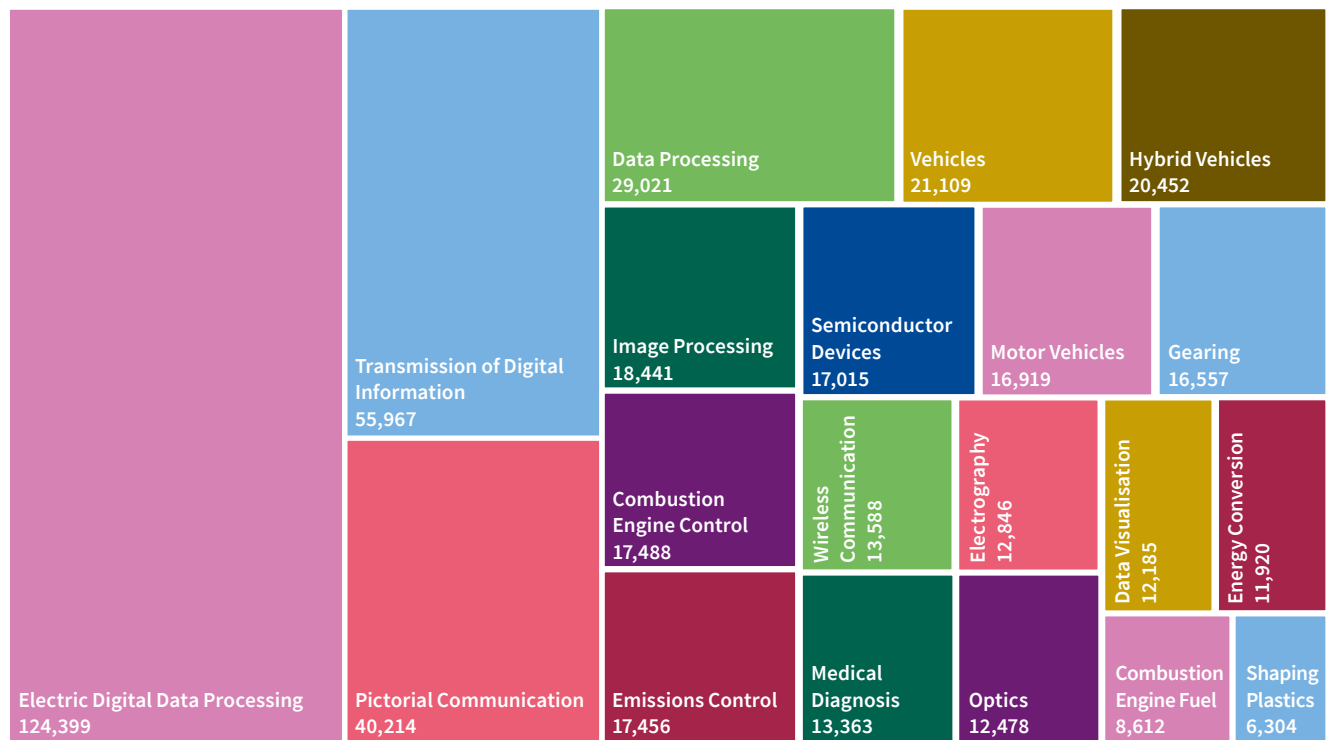 Electric Digital Data Processing
124,399
Transmission of Digital
Information
55,967
Pictorial Communication
40,214
Data Processing
29,021
Vehicles
21,109
Hybrid Vehicles
20,452
Image Processing
18,441
Semiconductor
Devices
17,015
Motor Vehicles
16,919
Gearing
16,557
Combustion
Engine Control
17,488
Wireless
Communication
13,588
Electrography
12,846
Data Visualisation
12,185
Energy Conversion
11,920
Emissions Control
17,456
Medical
Diagnosis
13,363
Optics
12,478
Combustion
Engine Fuel
8,612
Shaping
Plastics
6,304